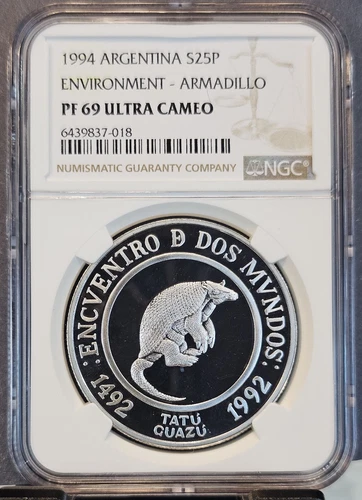 1994 ARGENTINA S25P
ENVIRONMENT - ARMADILLO
PF 69 ULTRA CAMEO
6439837-018
NUMISMATIC GUARANTY COMPANY
NGC
:ENCVENTRO Đ DOS MVNDOS:
1492 1992
TATÚ
GUAZÚ